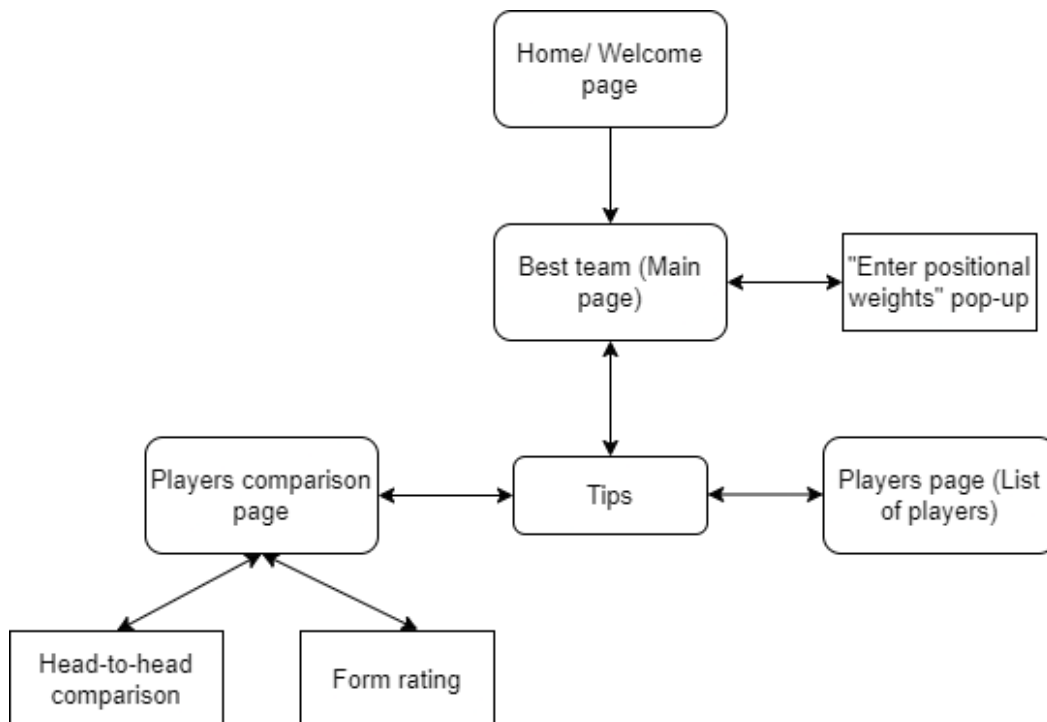 Home/ Welcome
page
Best team (Main
page)
"Enter positional
weights" pop-up
Players comparison
page
Tips
Players page (List
of players)
Head-to-head
comparison
Form rating